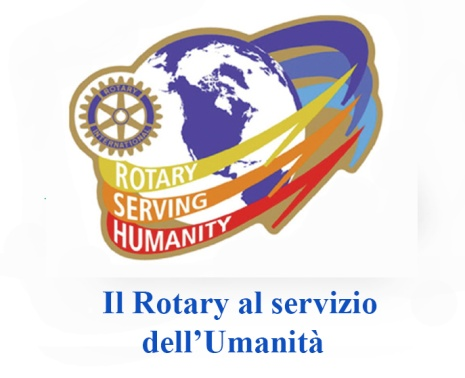 ROTARY
INTERNATIONAL
ROTARY
SERVING
HUMANITY
Il Rotary al servizio
dell’Umanità